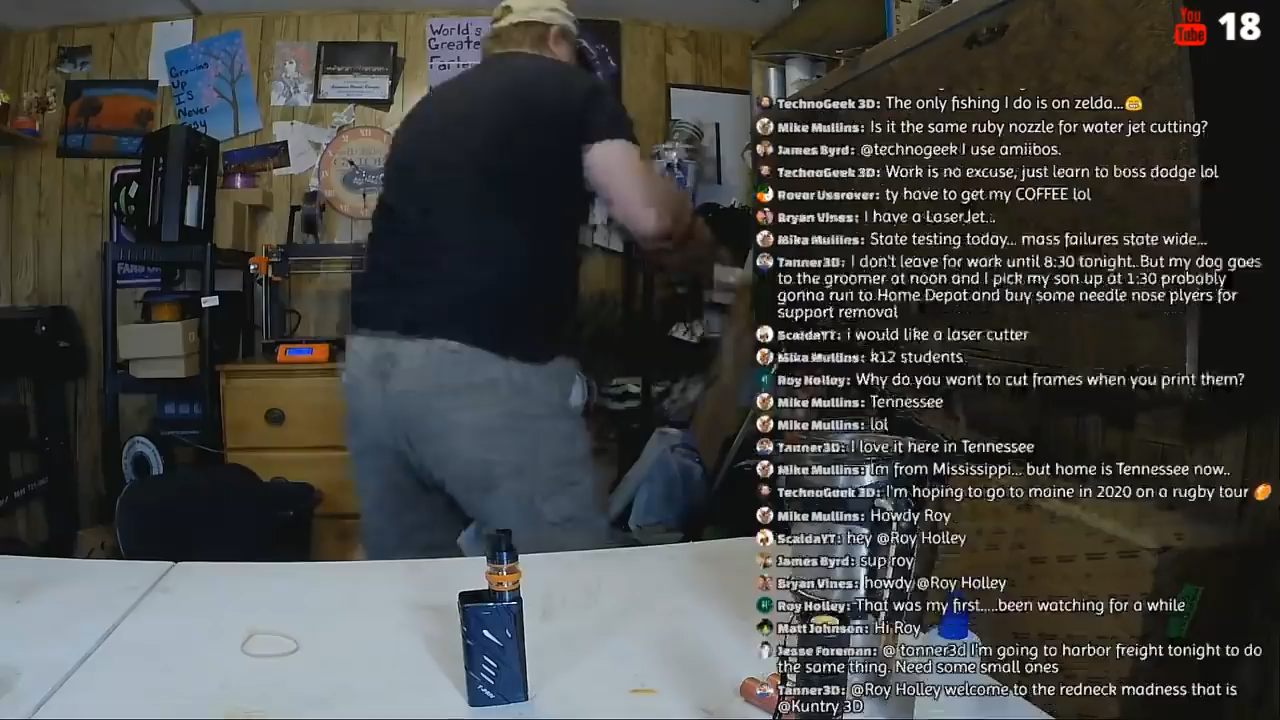 You
Tube 18
World's
Greate
Farte
Growing
Up
IS
Never
Easy
FANS O
TechnoGeek 3D: The only fishing I do is on zelda...😁
Mike Mullins: Is it the same ruby nozzle for water jet cutting?
James Byrd: @technogeek I use amiibos.
TechnoGeek 3D: Work is no excuse, just learn to boss dodge lol
Rovar Ussrover: ty have to get my COFFEE lol
Bryan Vines: I have a LaserJet...
Mike Mullins: State testing today... mass failures state wide...
Tanner3D: I don't leave for work until 8:30 tonight..But my dog goes
to the groomer at noon and I pick my son up at 1:30 probably
gonna run to Home Depot and buy some needle nose plyers for
support removal
ScaldaYT: i would like a laser cutter
Mike Mullins: k12 students.
Roy Holley: Why do you want to cut frames when you print them?
Mike Mullins: Tennessee
Mike Mullins: lol
Tanner3D: I love it here in Tennessee
Mike Mullins: Im from Mississippi... but home is Tennessee now..
TechnoGeek 3D: I'm hoping to go to maine in 2020 on a rugby tour 🏉
Mike Mullins: Howdy Roy
ScaldaYT: hey @Roy Holley
James Byrd: sup roy
Bryan Vines: howdy @Roy Holley
Roy Holley: That was my first.....been watching for a while
Matt Johnson: Hi Roy
Jesse Foreman: @ tanner3d I'm going to harbor freight tonight to do
the same thing. Need some small ones
Tanner3D: @Roy Holley welcome to the redneck madness that is
@Kuntry 3D